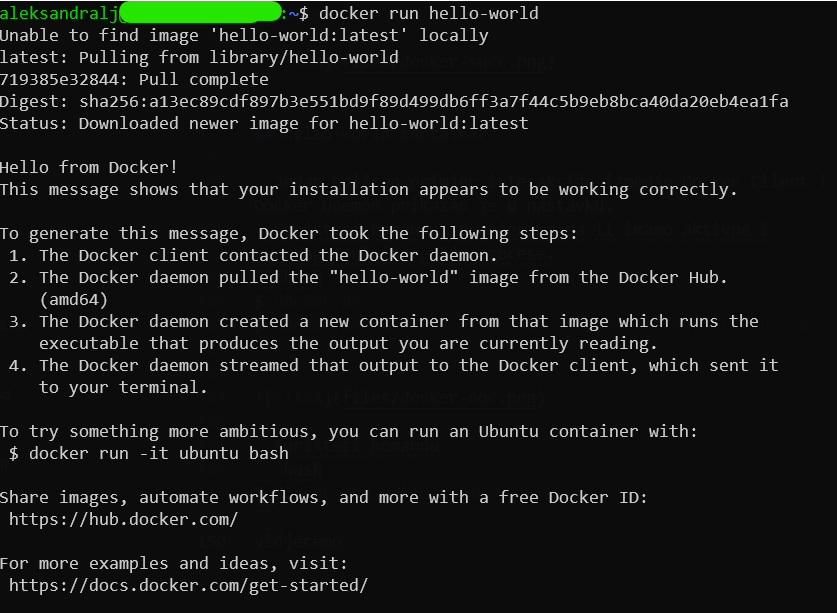 aleksandralj :~$ docker run hello-world
Unable to find image 'hello-world:latest' locally
latest: Pulling from library/hello-world
719385e32844: Pull complete
Digest: sha256:a13ec89cdf897b3e551bd9f89d499db6ff3a7f44c5b9eb8bca40da20eb4ea1fa
Status: Downloaded newer image for hello-world:latest
Hello from Docker!
This message shows that your installation appears to be working correctly.
To generate this message, Docker took the following steps:
1. The Docker client contacted the Docker daemon.
2. The Docker daemon pulled the "hello-world" image from the Docker Hub.
(amd64)
3. The Docker daemon created a new container from that image which runs the
executable that produces the output you are currently reading.
4. The Docker daemon streamed that output to the Docker client, which sent it
to your terminal.
To try something more ambitious, you can run an Ubuntu container with:
$ docker run -it ubuntu bash
Share images, automate workflows, and more with a free Docker ID:
https://hub.docker.com/
For more examples and ideas, visit:
https://docs.docker.com/get-started/